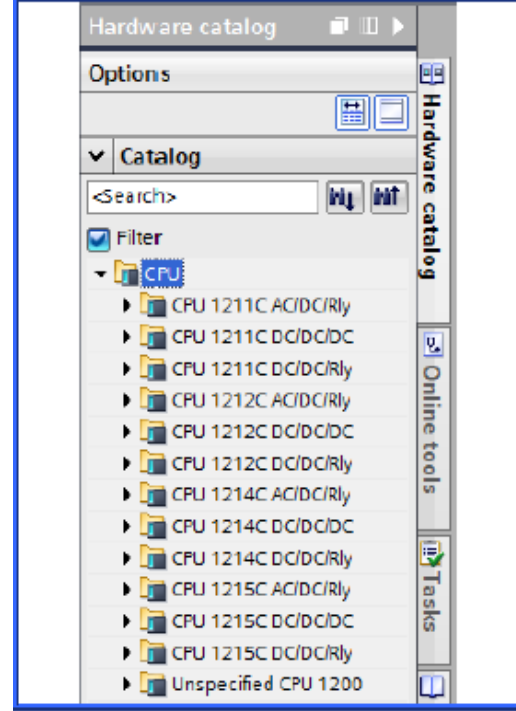 Hardware catalog
Options
Catalog
<Search>
Filter
CPU
CPU 1211C AC/DC/Rly
CPU 1211C DC/DC/DC
CPU 1211C DC/DC/Rly
CPU 1212C AC/DC/Rly
CPU 1212C DC/DC/DC
CPU 1212C DC/DC/Rly
CPU 1214C AC/DC/Rly
CPU 1214C DC/DC/DC
CPU 1214C DC/DC/Rly
CPU 1215C AC/DC/Rly
CPU 1215C DC/DC/DC
CPU 1215C DC/DC/Rly
Unspecified CPU 1200
Hardware catalog
Online tools
Tasks